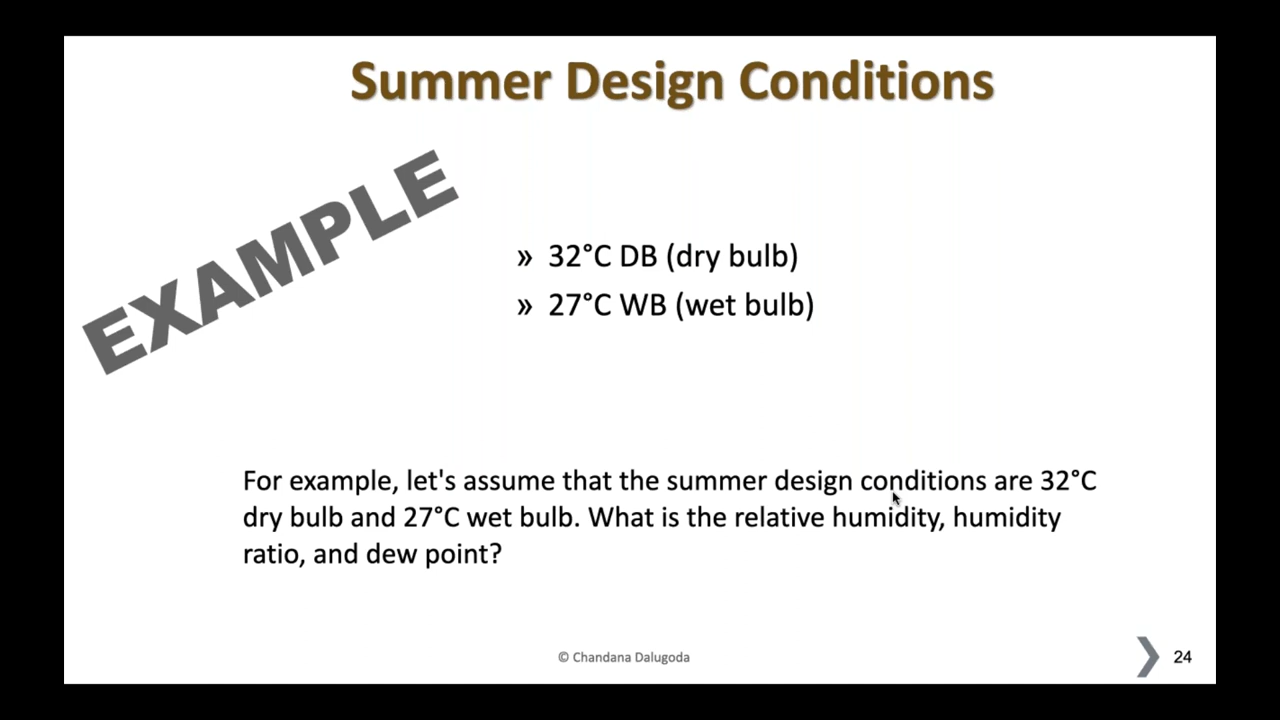 Summer Design Conditions
EXAMPLE
» 32°C DB (dry bulb)
» 27°C WB (wet bulb)
For example, let's assume that the summer design conditions are 32°C
dry bulb and 27°C wet bulb. What is the relative humidity, humidity
ratio, and dew point?
© Chandana Dalugoda
24